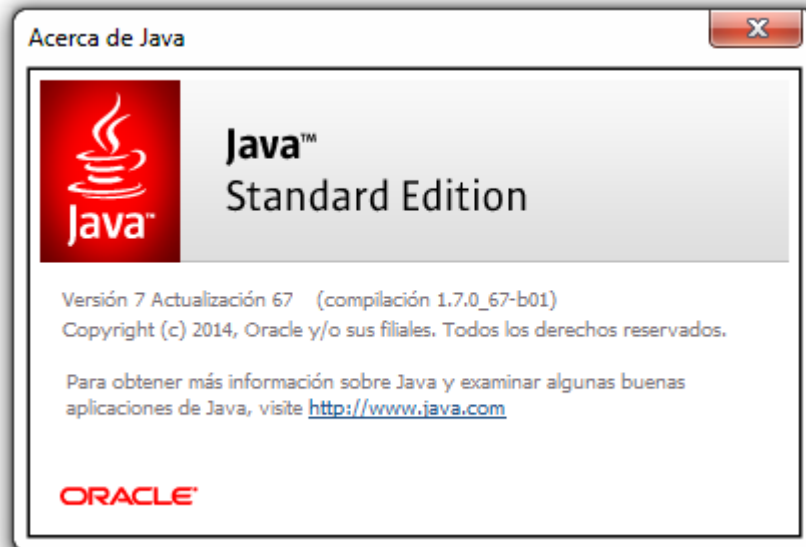 Acerca de Java
Java™
Java™
Standard Edition
Versión 7 Actualización 67 (compilación 1.7.0_67-b01)
Copyright (c) 2014, Oracle y/o sus filiales. Todos los derechos reservados.
Para obtener más información sobre Java y examinar algunas buenas
aplicaciones de Java, visite http://www.java.com
ORACLE